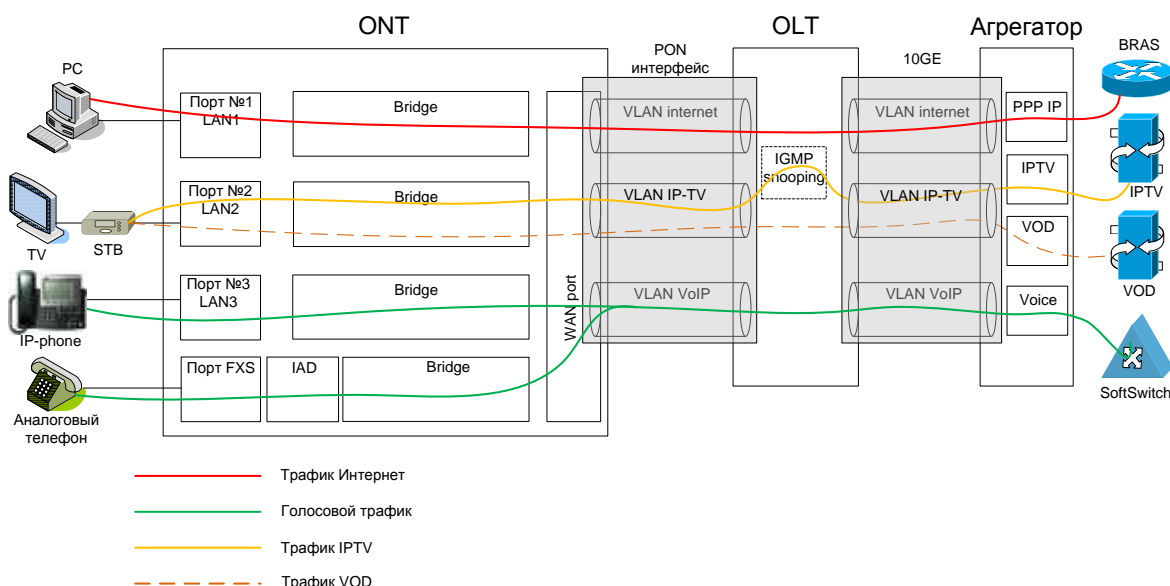 ONT
OLT
Агрегатор
PC
PON
интерфейс
10GE
BRAS
Порт №1
LAN1
Bridge
VLAN internet
VLAN internet
PPP IP
IGMP
snooping
IPTV
Порт №2
LAN2
Bridge
VLAN IP-TV
VLAN IP-TV
IPTV
TV
STB
VOD
Порт №3
LAN3
Bridge
WAN port
VLAN VoIP
VLAN VoIP
Voice
VOD
IP-phone
Порт FXS
IAD
Bridge
SoftSwitch
Аналоговый
телефон
Трафик Интернет
Голосовой трафик
Трафик IPTV
Трафик VOD